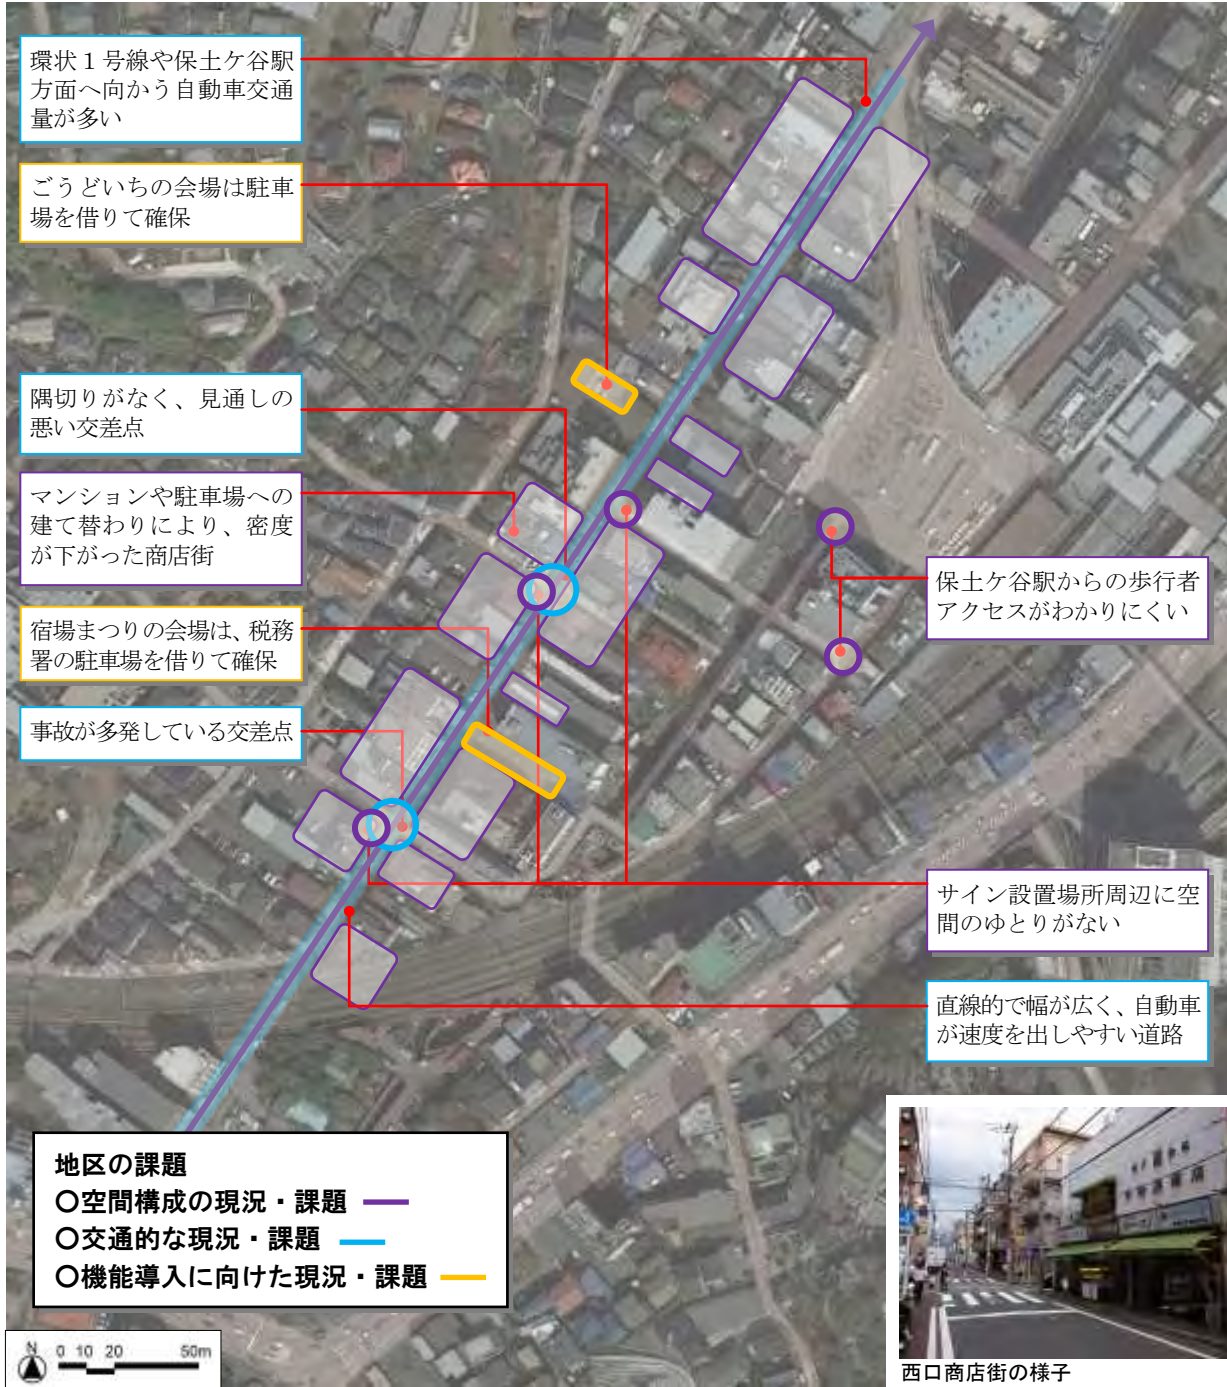 環状１号線や保土ケ谷駅
方面へ向かう自動車交通
量が多い
ごうどいちの会場は駐車
場を借りて確保
隅切りがなく、見通しの
悪い交差点
マンションや駐車場への
建て替わりにより、密度
が下がった商店街
宿場まつりの会場は、税務
署の駐車場を借りて確保
事故が多発している交差点
保土ケ谷駅からの歩行者
アクセスがわかりにくい
サイン設置場所周辺に空
間のゆとりがない
直線的で幅が広く、自動車
が速度を出しやすい道路
地区の課題
〇空間構成の現況・課題
〇交通的な現況・課題
〇機能導入に向けた現況・課題
N 0 10 20 50m
西口商店街の様子